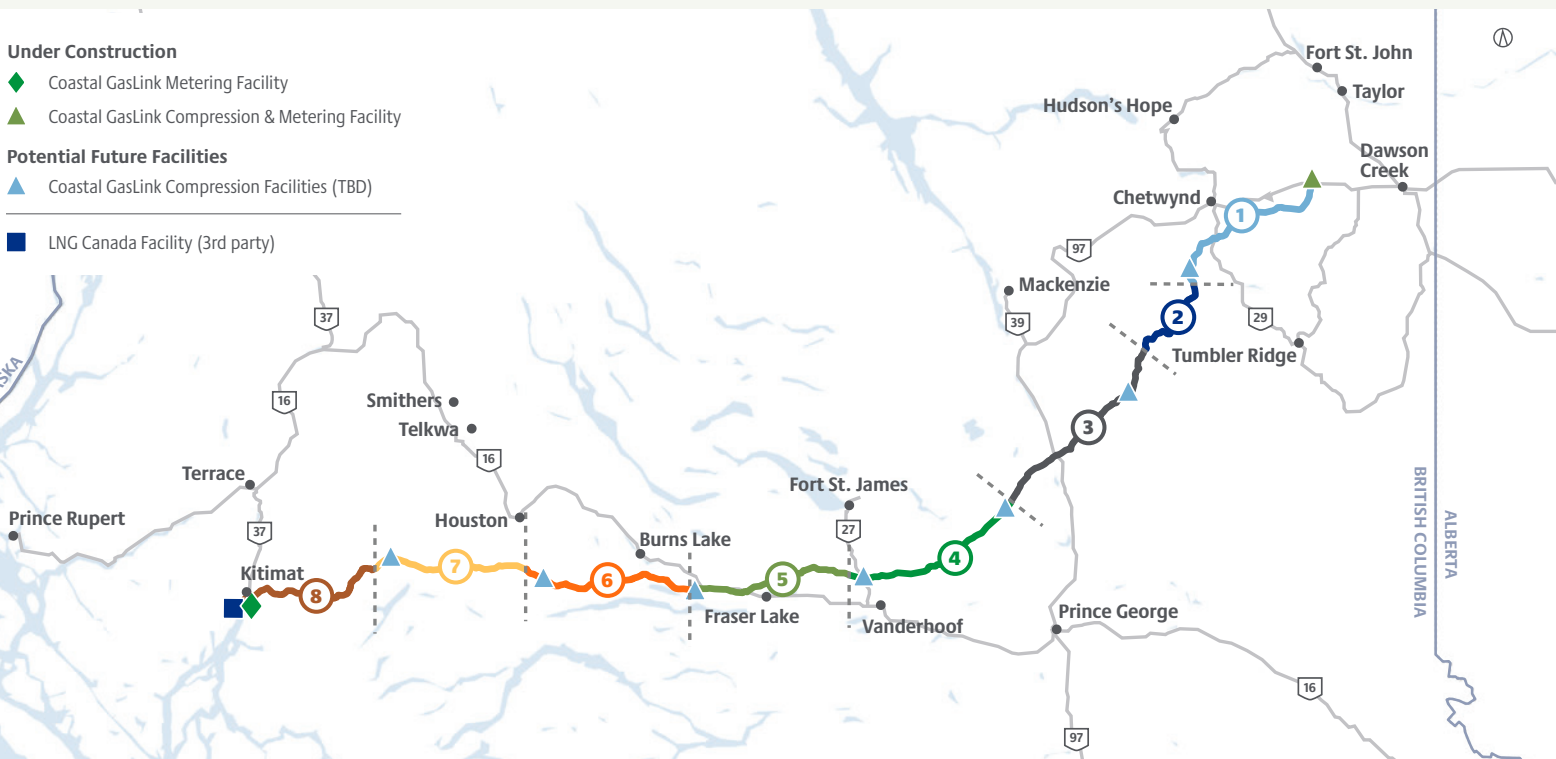 Under Construction
Coastal GasLink Metering Facility
Coastal GasLink Compression & Metering Facility
Potential Future Facilities
Coastal GasLink Compression Facilities (TBD)
LNG Canada Facility (3rd party)
Fort St. John
Taylor
Hudson's Hope
Dawson
Creek
Chetwynd
1
97
Mackenzie
39
2
29
Tumbler Ridge
37
SKA
16
Smithers
Telkwa
16
3
Terrace
Fort St. James
BRITISH COLUMBIA
ALBERTA
Prince Rupert
37
Houston
27
Burns Lake
4
Kitimat
8
7
6
5
Fraser Lake
Vanderhoof
Prince George
16
97